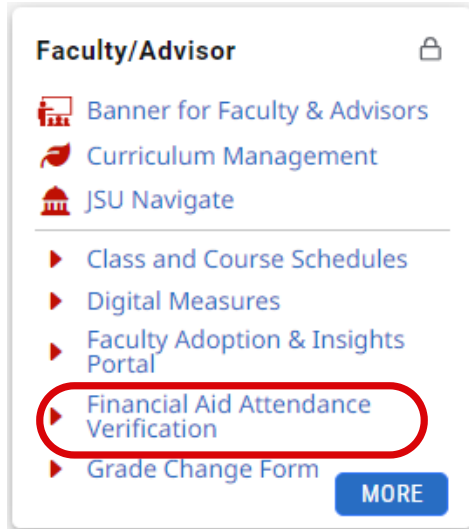 Faculty/Advisor
Banner for Faculty & Advisors
Curriculum Management
JSU Navigate
Class and Course Schedules
Digital Measures
Faculty Adoption & Insights
Portal
Financial Aid Attendance
Verification
Grade Change Form
MORE